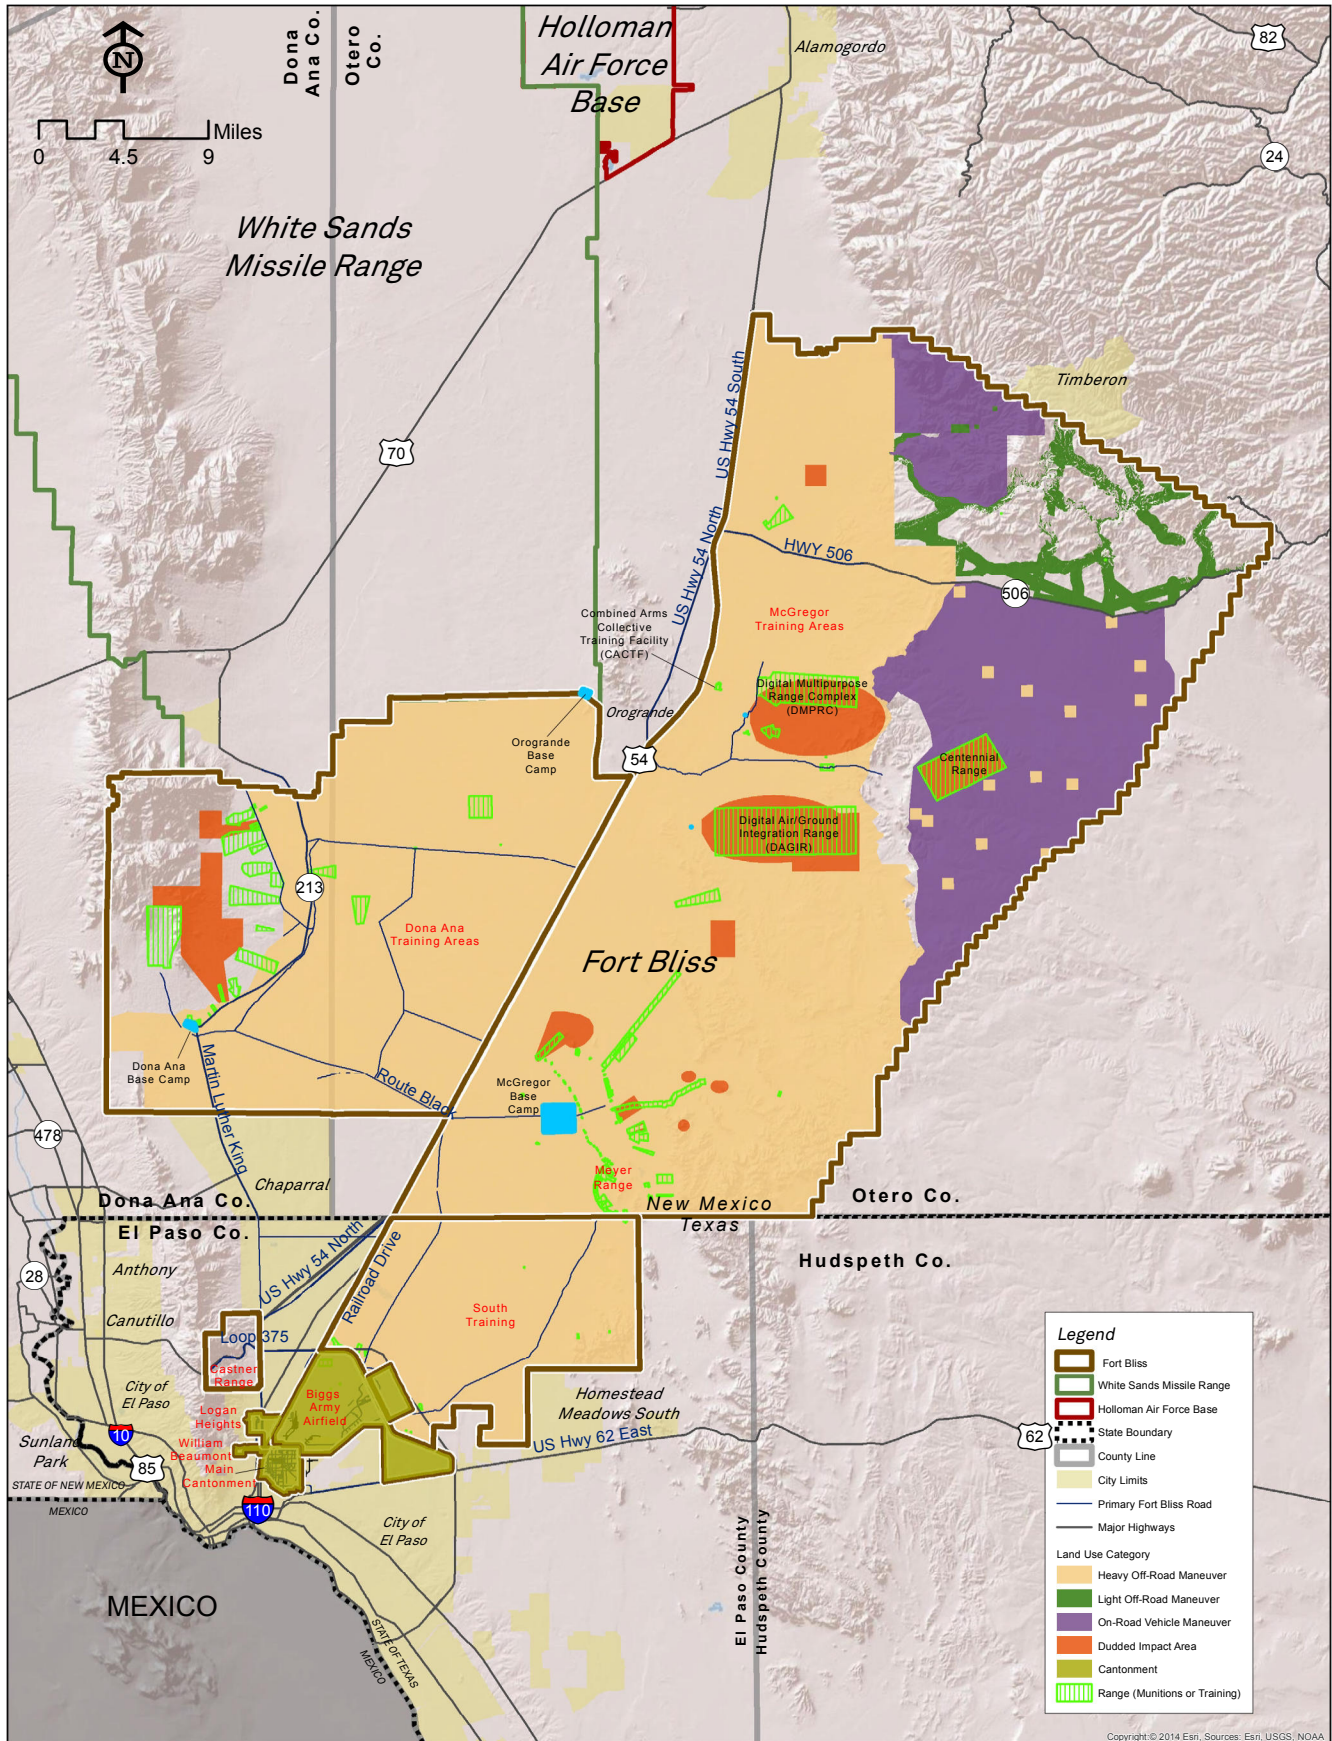 Holloman
Air Force
Base
Dona
Ana Co.
Otero
Co.
Alamogordo
82
N
Miles
0 4.5 9
24
White Sands
Missile Range
Timberon
70
US Hwy 54 South
US Hwy 54 North
HWY 506
506
Combined Arms
Collective
Training Facility
(CACTF)
McGregor
Training Areas
Digital Multipurpose
Range Complex
(DMPRC)
Orogrande
Orogrande
Base
Camp
54
Centennial
Range
Digital Air/Ground
Integration Range
(DAGIR)
213
Dona Ana
Training Areas
Fort Bliss
Dona Ana
Base Camp
Martin Luther King
Route Black
McGregor
Base
Camp
478
Meyer
Range
Chaparral
Dona Ana Co.
El Paso Co.
New Mexico
Texas
Otero Co.
Hudspeth Co.
28
Anthony
Canutillo
US Hwy 54 North
Railroad Drive
Loop 375
South
Training
Castner
Range
City of
El Paso
Logan
Heights
Biggs
Army
Airfield
Homestead
Meadows South
US Hwy 62 East
62
10
Sunland
Park
85
William
Beaumont
Main
Cantonment
STATE OF NEW MEXICO
MEXICO
110
City of
El Paso
MEXICO
STATE OF TEXAS
MEXICO
El Paso County
Hudspeth County
Legend
Fort Bliss
White Sands Missile Range
Holloman Air Force Base
State Boundary
County Line
City Limits
Primary Fort Bliss Road
Major Highways
Land Use Category
Heavy Off-Road Maneuver
Light Off-Road Maneuver
On-Road Vehicle Maneuver
Dudded Impact Area
Cantonment
Range (Munitions or Training)
Copyright:© 2014 Esri, Sources: Esri, USGS, NOAA